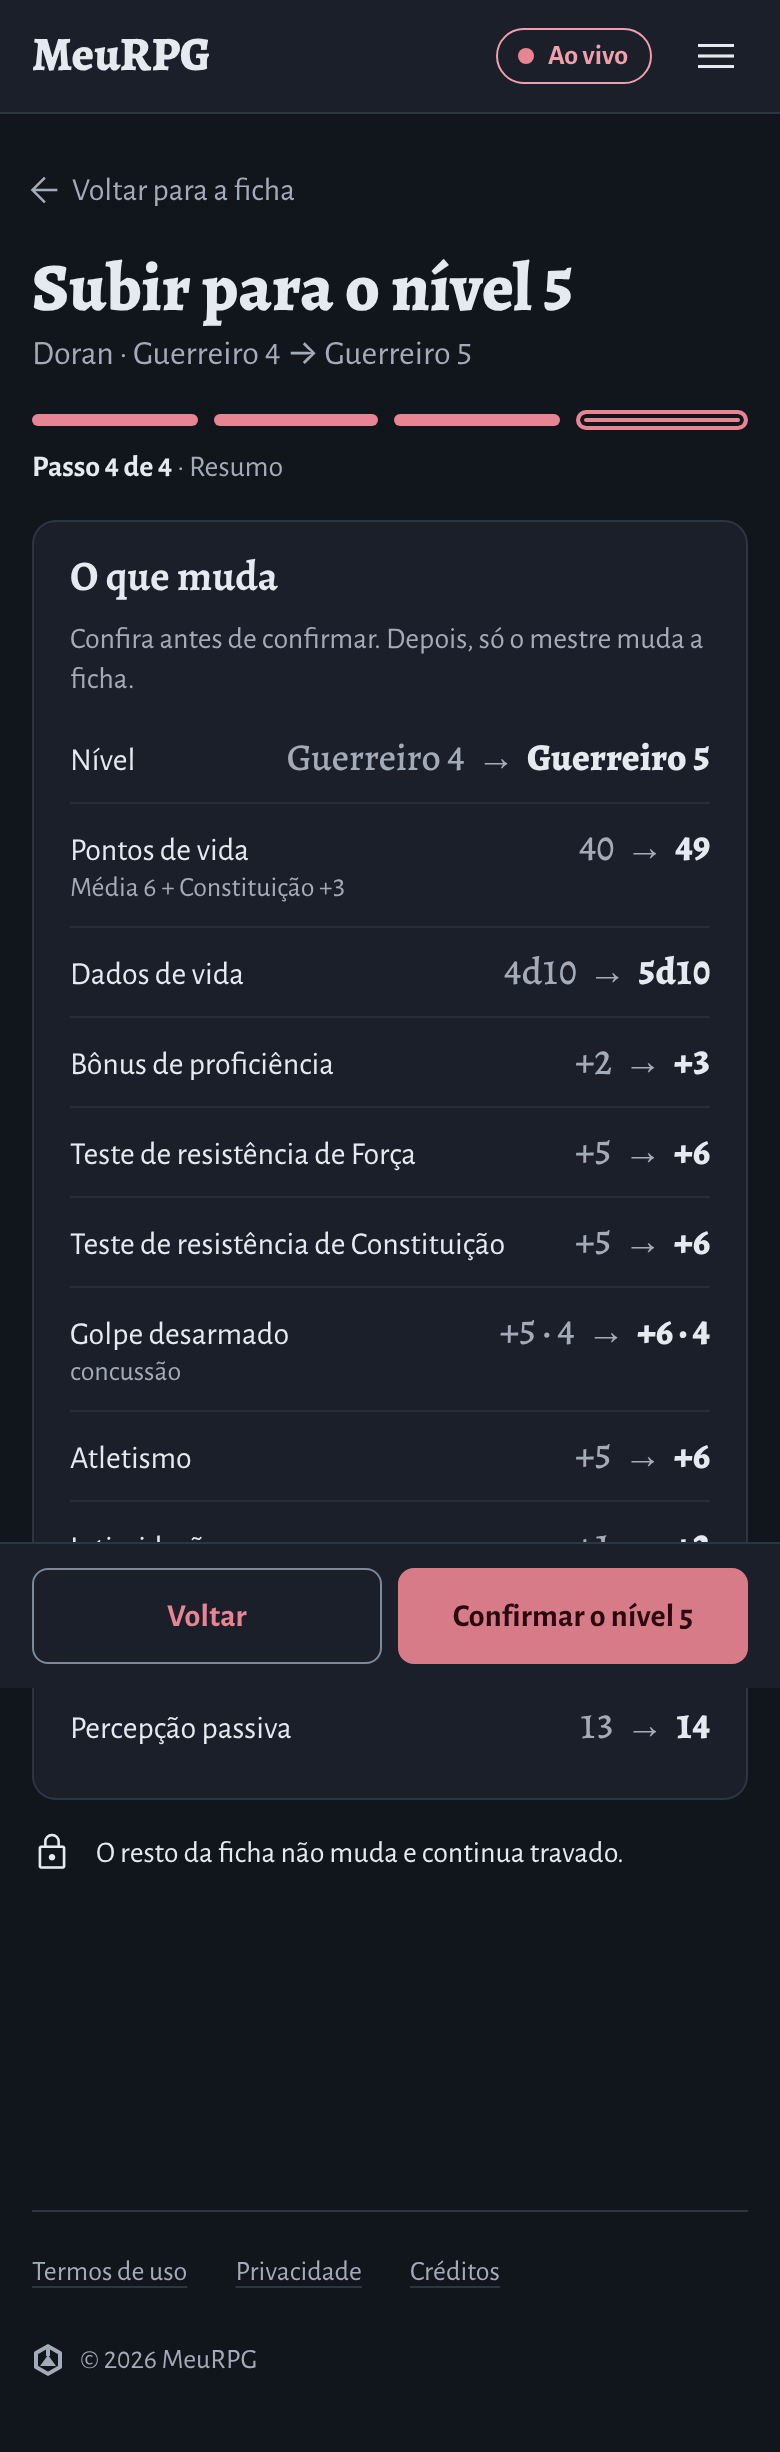 MeuRPG
Ao vivo
Voltar para a ficha
Subir para o nível 5
Doran · Guerreiro 4 → Guerreiro 5
Passo 4 de 4 · Resumo
O que muda
Confira antes de confirmar. Depois, só o mestre muda a
ficha.
Nível Guerreiro 4 → Guerreiro 5
Pontos de vida 40 → 49
Média 6 + Constituição +3
Dados de vida 4d10 → 5d10
Bônus de proficiência +2 → +3
Teste de resistência de Força +5 → +6
Teste de resistência de Constituição +5 → +6
Golpe desarmado +5 · 4 → +6 · 4
concussão
Atletismo +5 → +6
Voltar
Confirmar o nível 5
Percepção passiva 13 → 14
O resto da ficha não muda e continua travado.
Termos de uso Privacidade Créditos
© 2026 MeuRPG